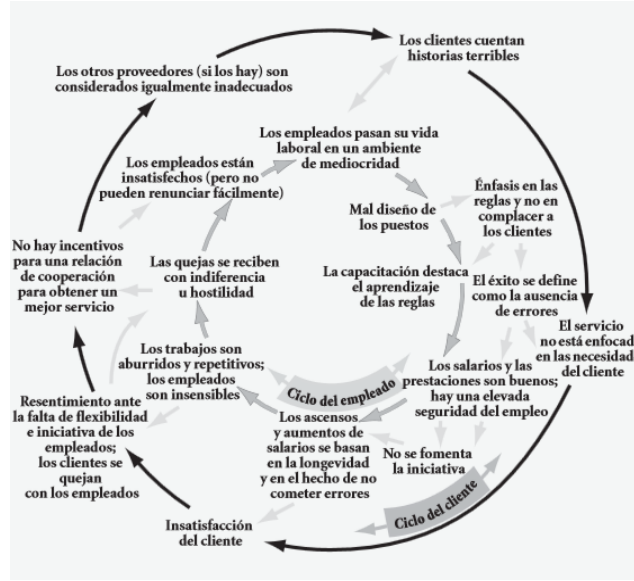 Los clientes cuentan
historias terribles
Los otros proveedores (si los hay) son
considerados igualmente inadecuados
Los empleados pasan su vida
laboral en un ambiente
de mediocridad
Los empleados están
insatisfechos (pero no
pueden renunciar fácilmente)
Énfasis en las
reglas y no en
complacer a
los clientes
Mal diseño de
los puestos
No hay incentivos
para una relación
de cooperación
para obtener un
mejor servicio
Las quejas se reciben
con indiferencia
u hostilidad
La capacitación destaca
el aprendizaje
de las reglas
El éxito se define
como la ausencia
de errores
El servicio
no está enfocad
en las necesidad
del cliente
Los trabajos son
aburridos y repetitivos;
los empleados
son insensibles
Ciclo del empleado
Los salarios y las
prestaciones son buenos;
hay una elevada
seguridad del empleo
Resentimiento ante
la falta de flexibilidad
e iniciativa de los
empleados;
los clientes se
quejan
con los empleados
Los ascensos
y aumentos de
salarios se basan
en la longevidad
y en el hecho de no
cometer errores
No se fomenta
la iniciativa
Ciclo del cliente
Insatisfacción
del cliente